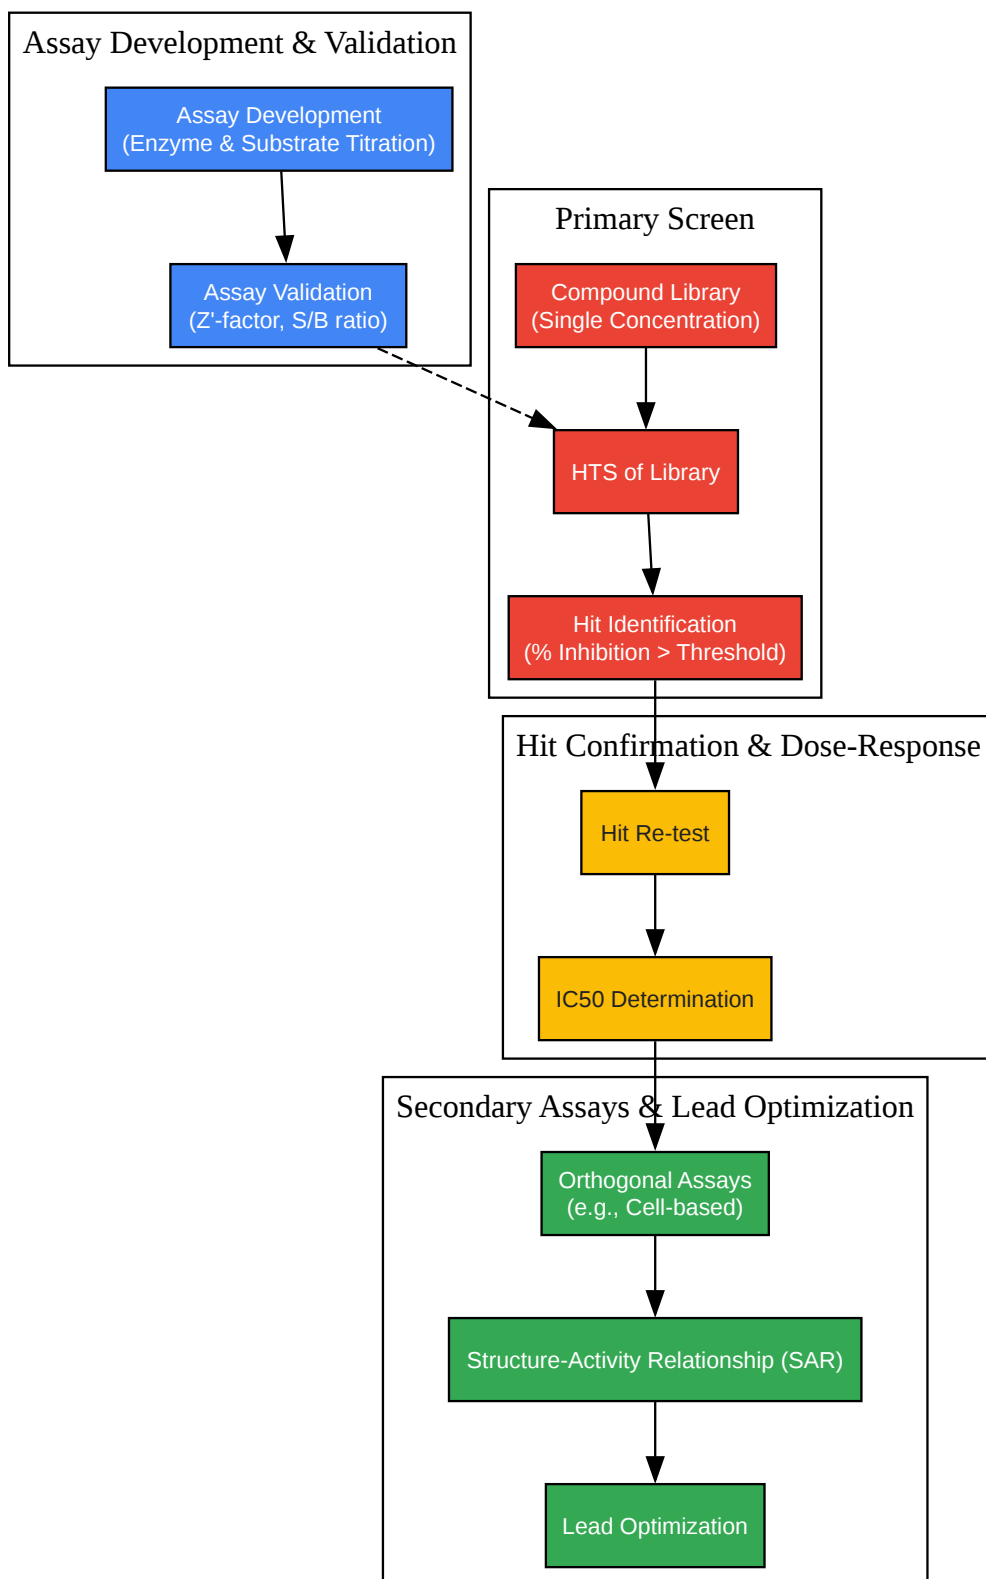 Assay Development & Validation
Assay Development
(Enzyme & Substrate Titration)
Assay Validation
(Z'-factor, S/B ratio)
Primary Screen
Compound Library
(Single Concentration)
HTS of Library
Hit Identification
(% Inhibition > Threshold)
Hit Confirmation & Dose-Response
Hit Re-test
IC50 Determination
Secondary Assays & Lead Optimization
Orthogonal Assays
(e.g., Cell-based)
Structure-Activity Relationship (SAR)
Lead Optimization